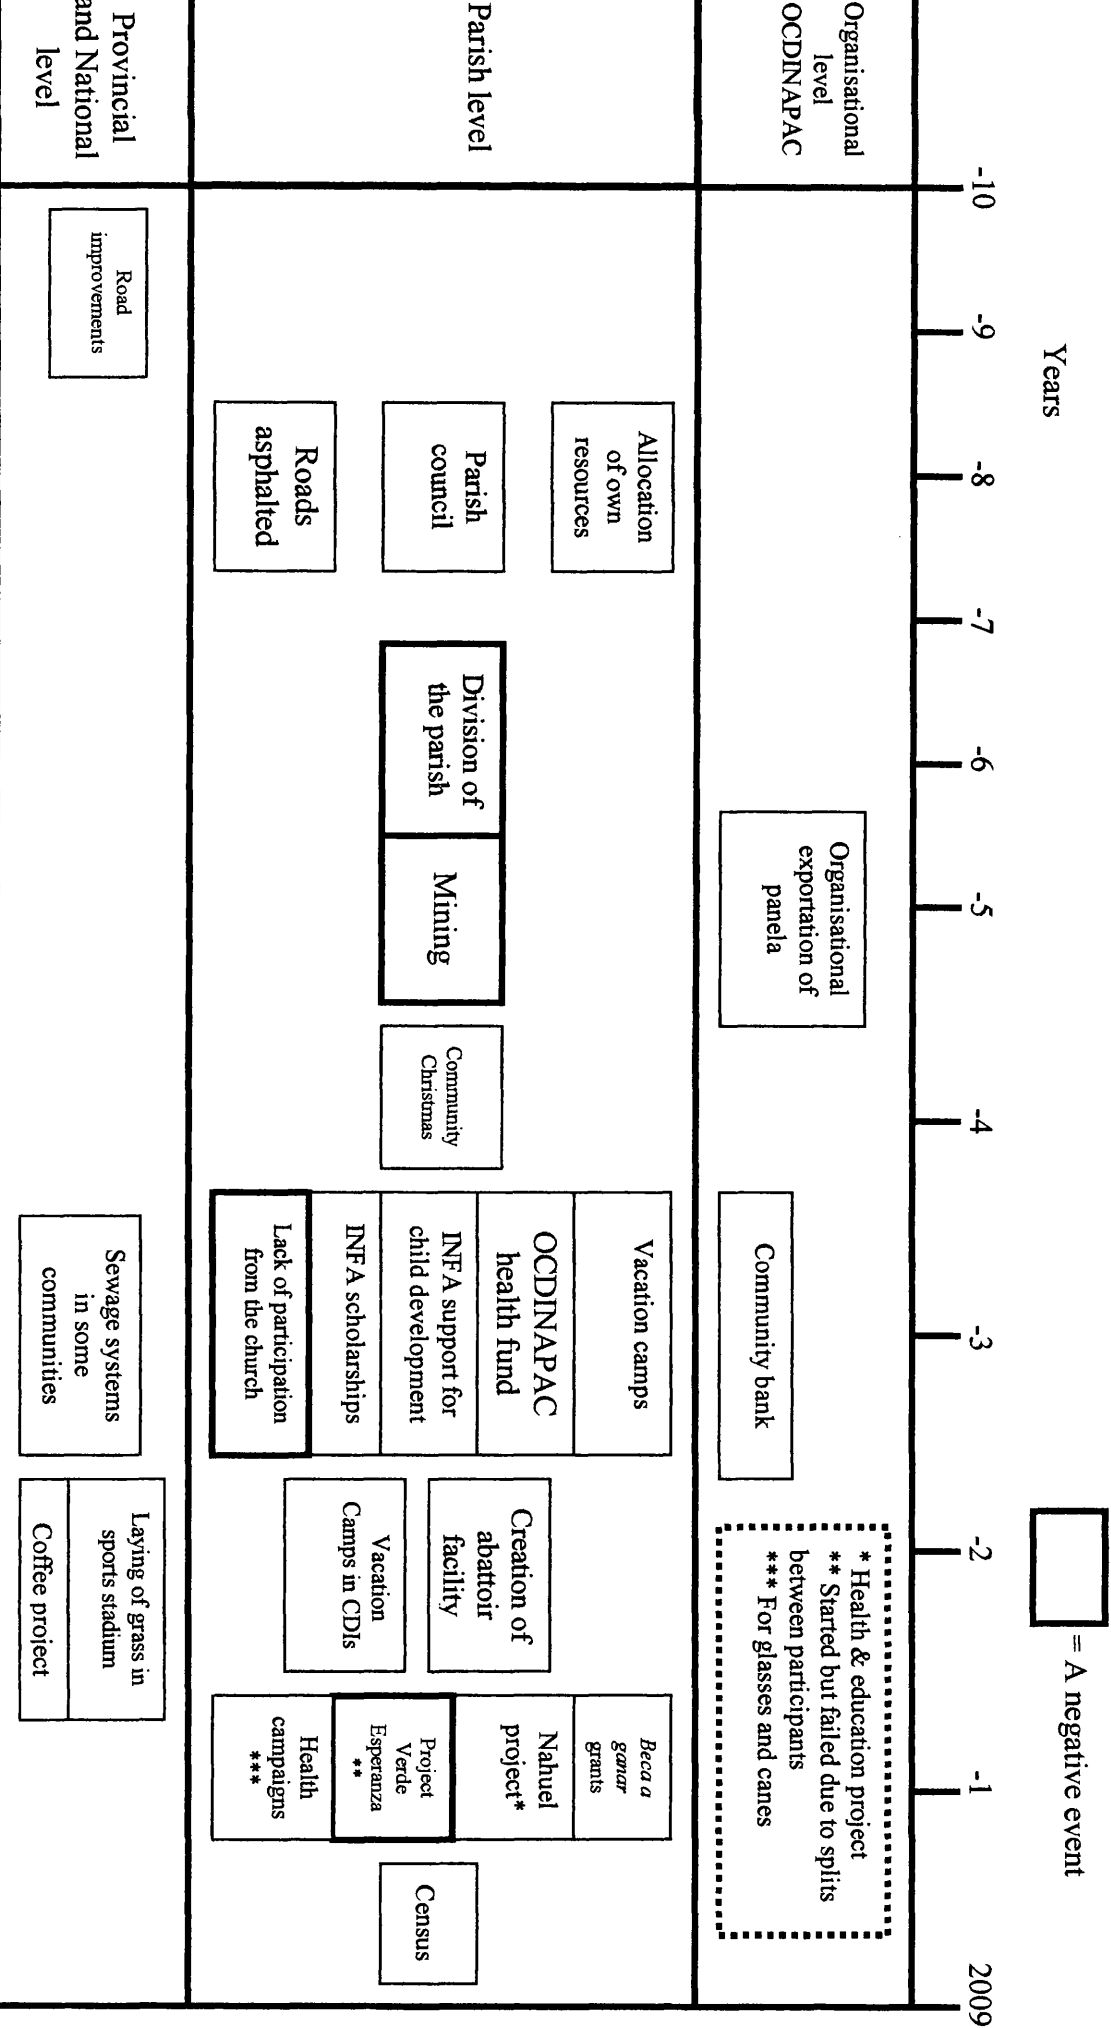 = A negative event
Years
-10
-9
-8
-7
-6
-5
-4
-3
-2
-1
2009
Organisational
level
OCDINAPAC
Organisational
exportation of
panela
Community bank
* Health & education project
** Started but failed due to splits
between participants
*** For glasses and canes
Parish level
Allocation
of own
resources
Parish
council
Roads
asphalted
Division of
the parish
Mining
Community
Christmas
Vacation camps
OCDINAPAC
health fund
INFA support for
child development
INFA scholarships
Lack of participation
from the church
Creation of
abattoir
facility
Vacation
Camps in CDIs
Beca a
ganar
grants
Nahuel
project*
Project
Verde
Esperanza
**
Health
campaigns
***
Census
Provincial
and National
level
Road
improvements
Sewage systems
in some
communities
Laying of grass in
sports stadium
Coffee project